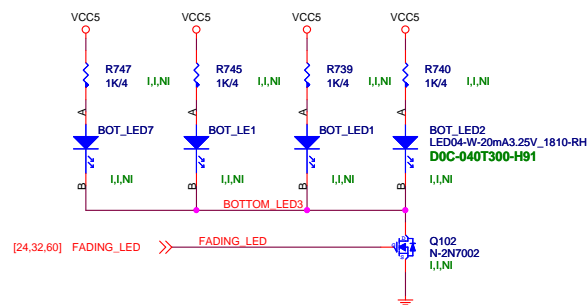 VCC5 VCC5 VCC5 VCC5
R747 R745 R739 R740
1K/4 I,I,NI 1K/4 I,I,NI 1K/4 I,I,NI 1K/4 I,I,NI
A A A A
BOT_LED7 BOT_LE1 BOT_LED1 BOT_LED2
LED04-W-20mA3.25V_1810-RH
D0C-040T300-H91
B I,I,NI B I,I,NI B I,I,NI B I,I,NI
BOTTOM_LED3
[24,32,60] FADING_LED FADING_LED
Q102
N-2N7002
I,I,NI